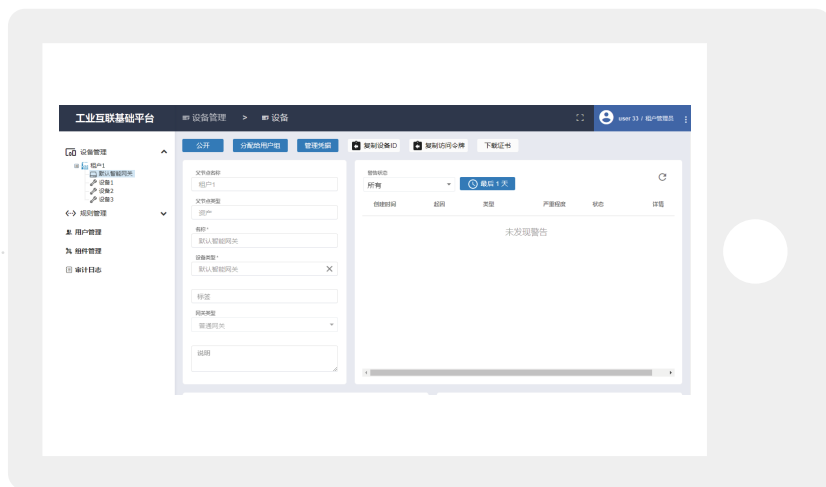 工业互联基础平台
设备管理 > 设备
user 33 / 租户管理员
设备管理
租户1
默认智能网关
设备1
设备2
设备3
规则管理
用户管理
组件管理
审计日志
公开 分配给用户组 管理凭据 复制设备ID 复制访问令牌 下载证书
父节点名称
租户1
父节点类型
资产
名称 *
默认智能网关
设备类型 *
默认智能网关
标签
网关类型
普通网关
说明
警告状态
所有 最后 1 天
创建时间 起因 类型 严重程度 状态 详情
未发现警告